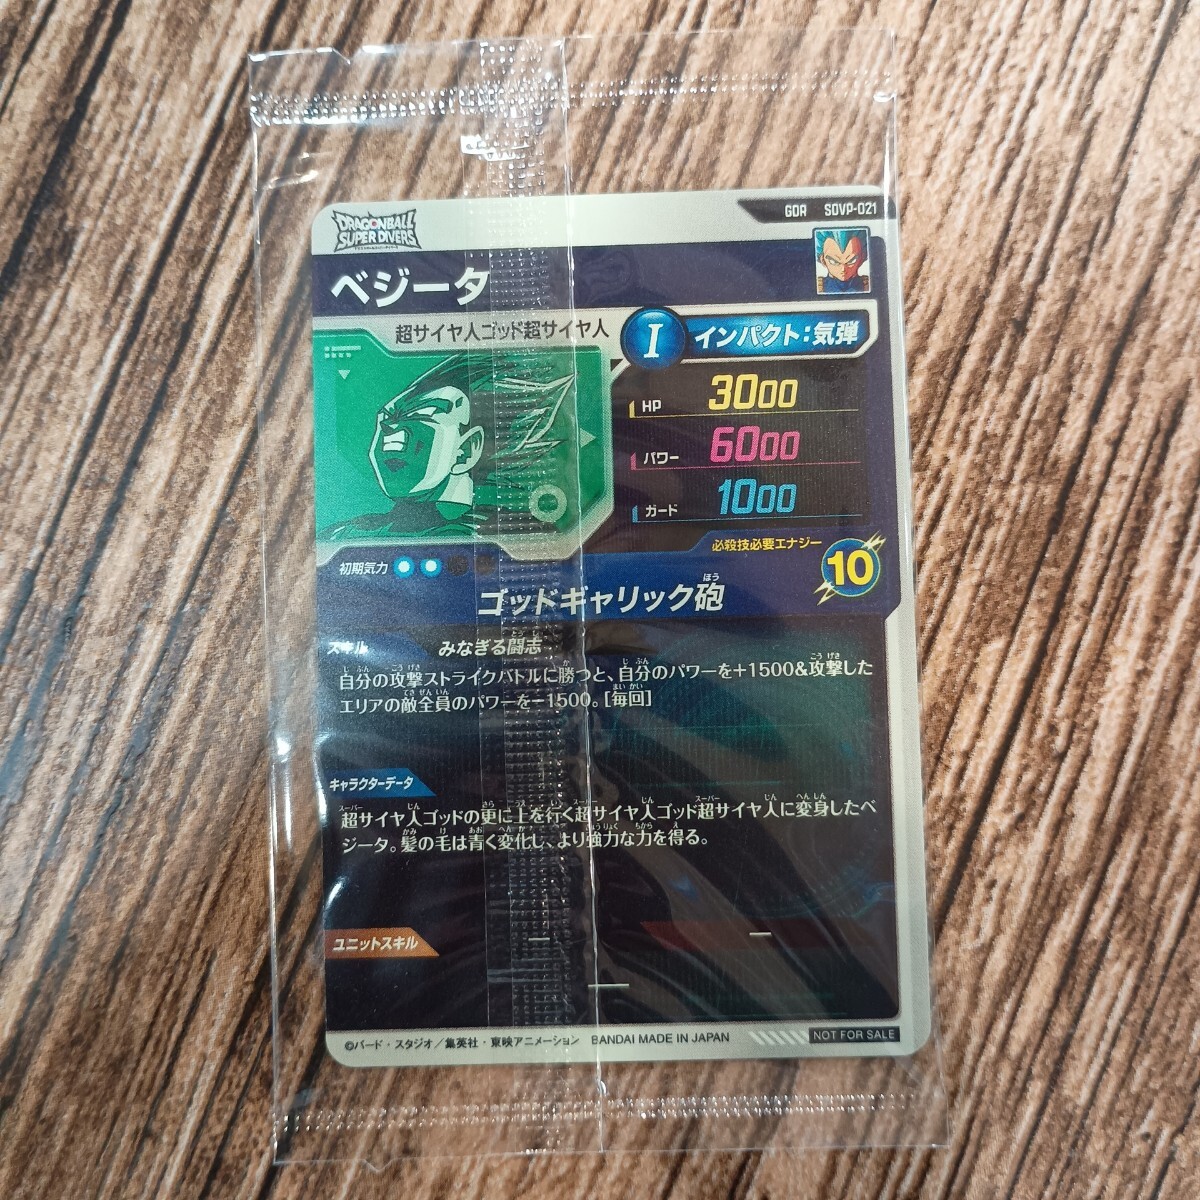 GDA SDVP-021
DRAGONBALL
SUPER DIVERS
ベジータ
超サイヤ人ゴッド超サイヤ人
I インパクト:気弾
HP 3000
パワー 6000
ガード 1000
必殺技必要エナジー 10
初期気力
ゴッドギャリック砲
スキル みなぎる闘志
自分の攻撃ストライクバトルに勝つと、自分のパワーを+1500&攻撃した
エリアの敵全員のパワーを-1500。[毎回]
キャラクターデータ
超サイヤ人ゴッドの更に上を行く超サイヤ人ゴッド超サイヤ人に変身したベ
ジータ。髪の毛は青く変化し、より強力な力を得る。
ユニットスキル — —
—
©バード・スタジオ/集英社・東映アニメーション BANDAI MADE IN JAPAN NOT FOR SALE